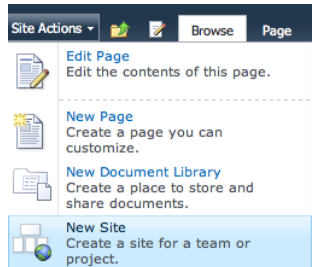 Site Actions Browse Page
Edit Page
Edit the contents of this page.
New Page
Create a page you can
customize.
New Document Library
Create a place to store and
share documents.
New Site
Create a site for a team or
project.